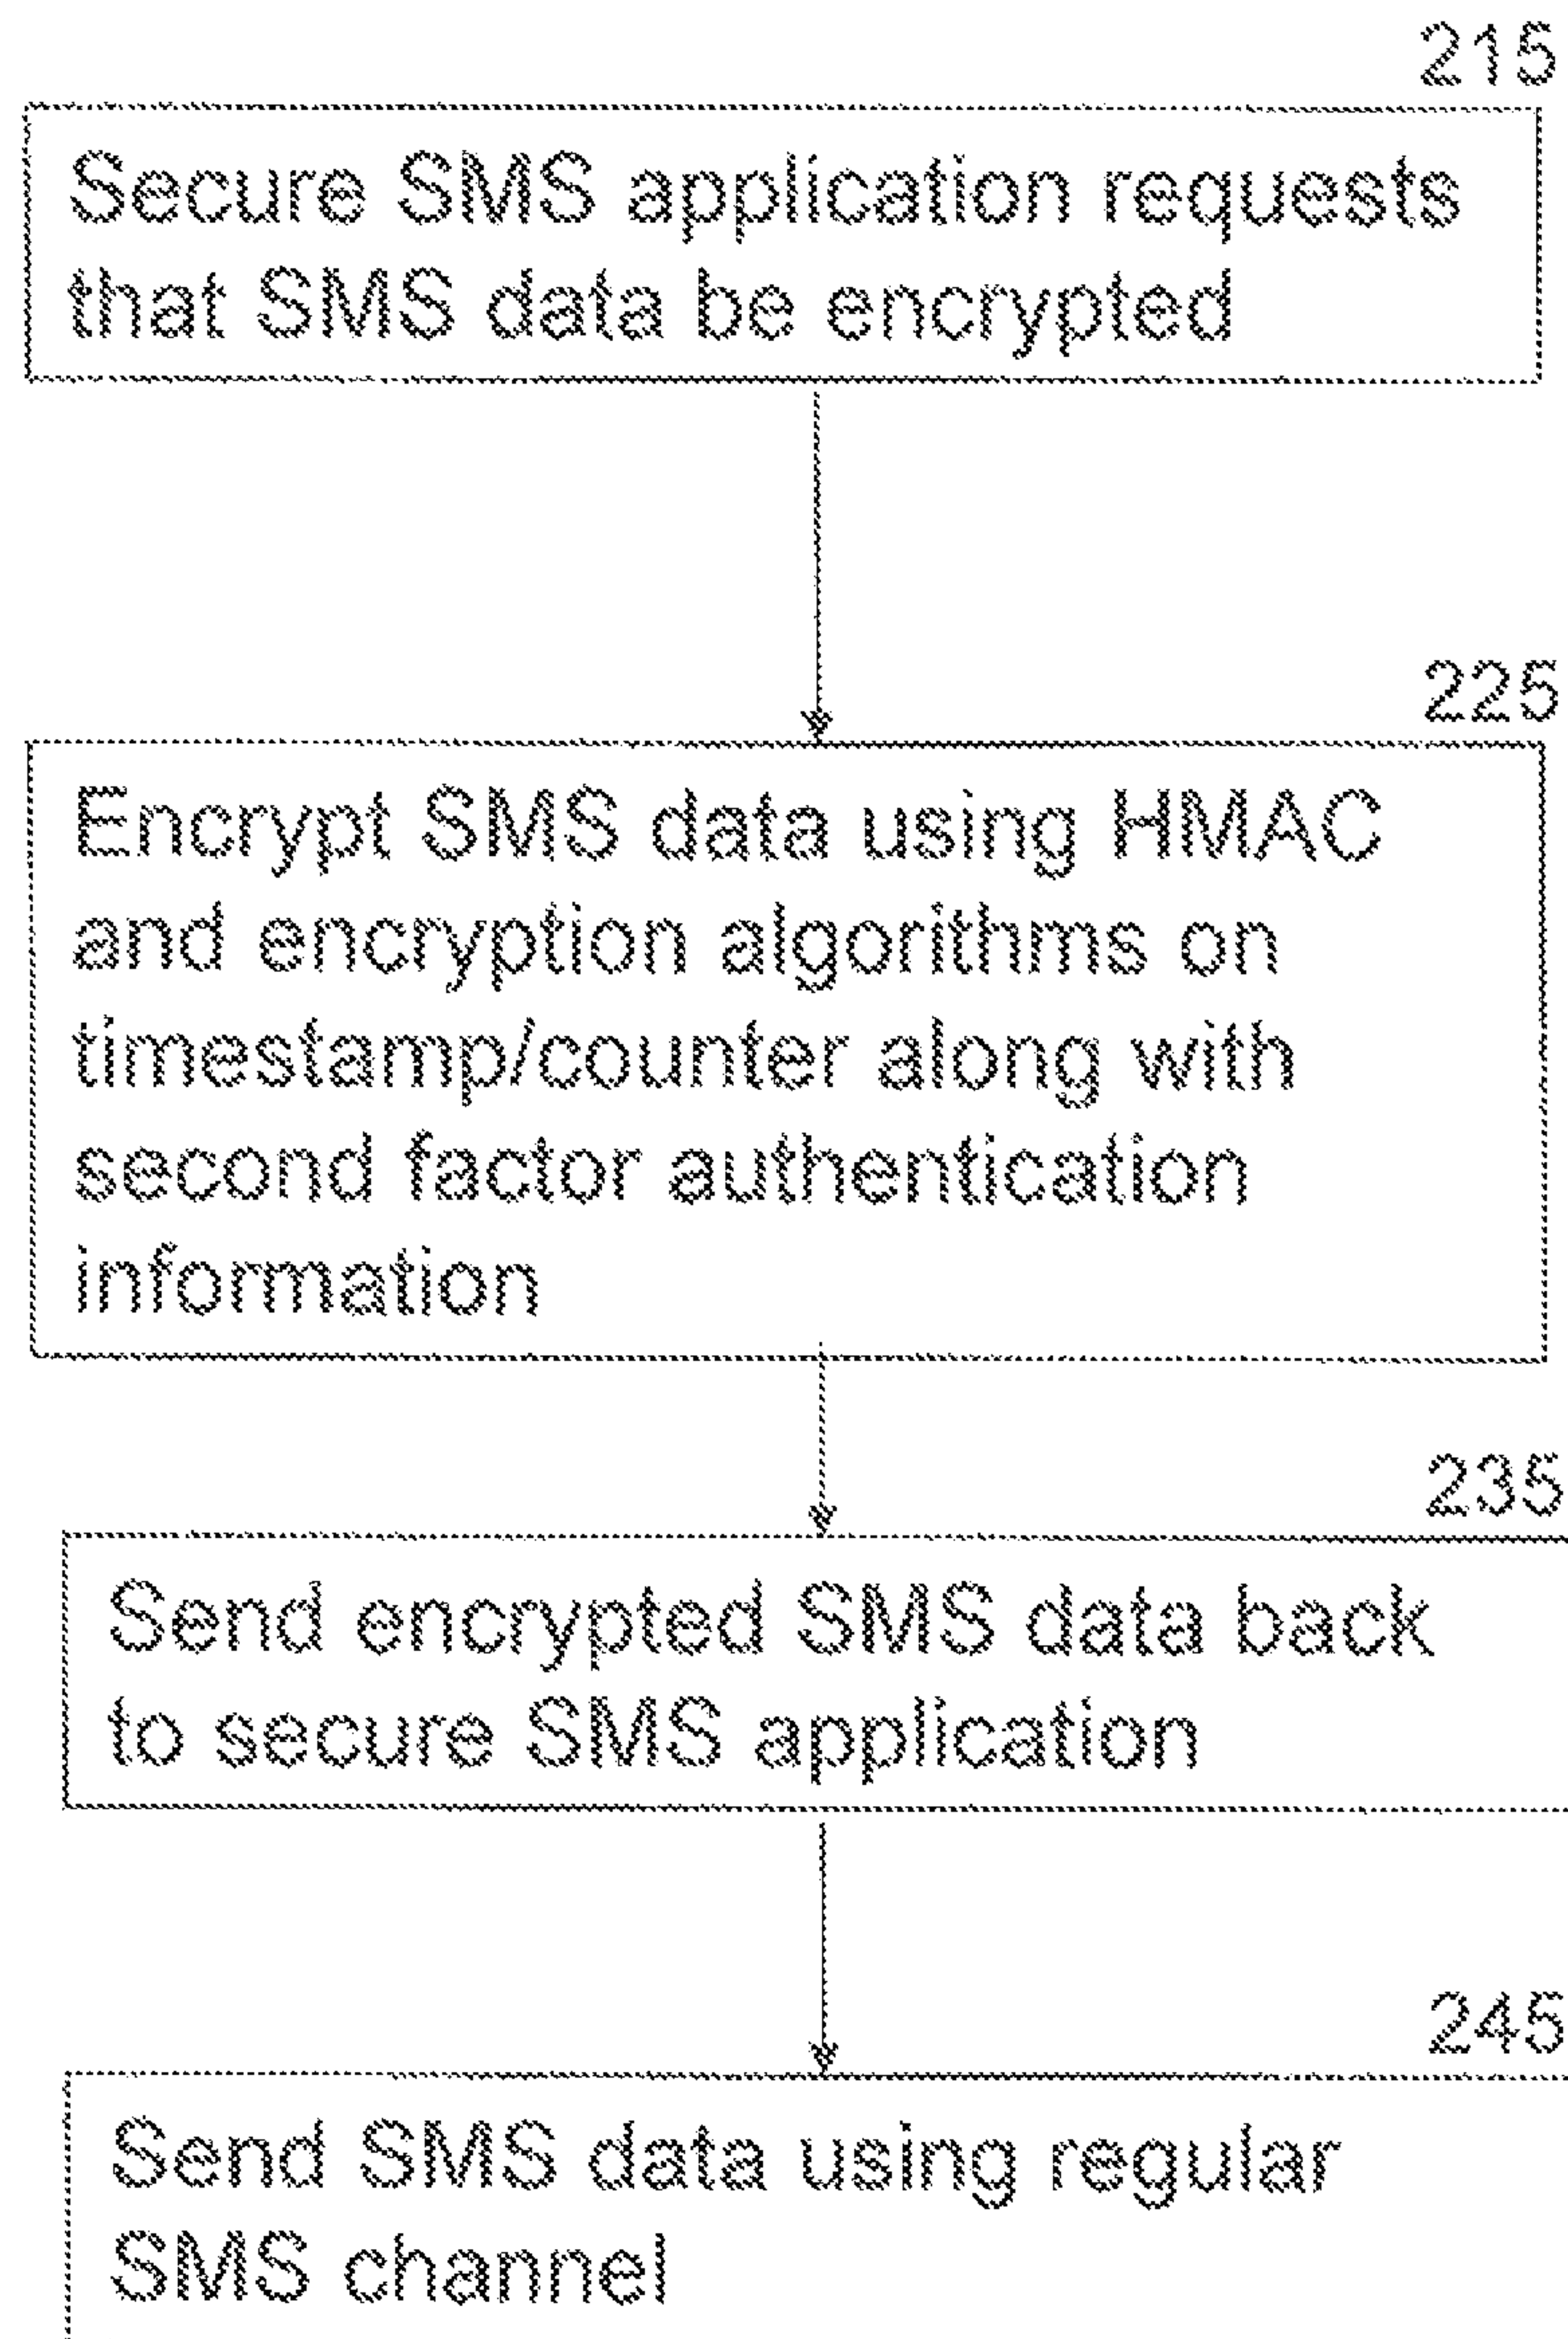 215
Secure SMS application requests
that SMS data be encrypted
225
Encrypt SMS data using HMAC
and encryption algorithms on
timestamp/counter along with
second factor authentication
information
235
Send encrypted SMS data back
to secure SMS application
245
Send SMS data using regular
SMS channel